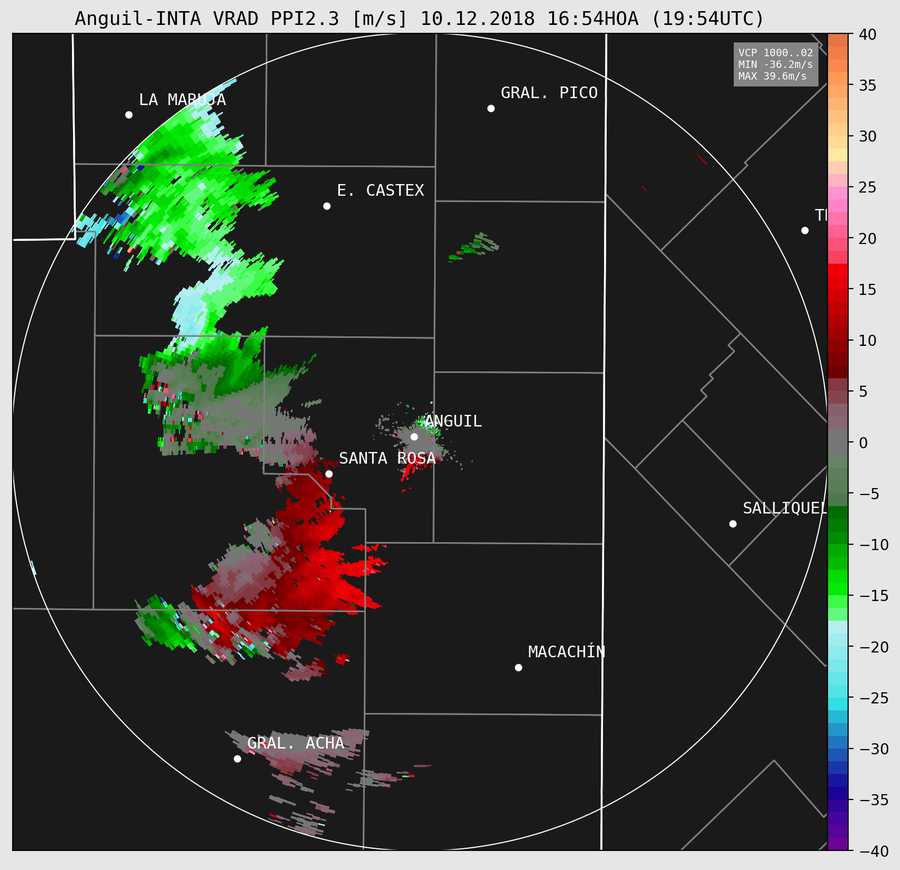 Anguil-INTA VRAD PPI2.3 [m/s] 10.12.2018 16:54HOA (19:54UTC)
VCP 1000..02
MIN -36.2m/s
MAX 39.6m/s
LA MARUJA
GRAL. PICO
E. CASTEX
ANGUIL
SANTA ROSA
SALLIQUEL
MACACHÍN
GRAL. ACHA
40
35
30
25
20
15
10
5
0
−5
−10
−15
−20
−25
−30
−35
−40